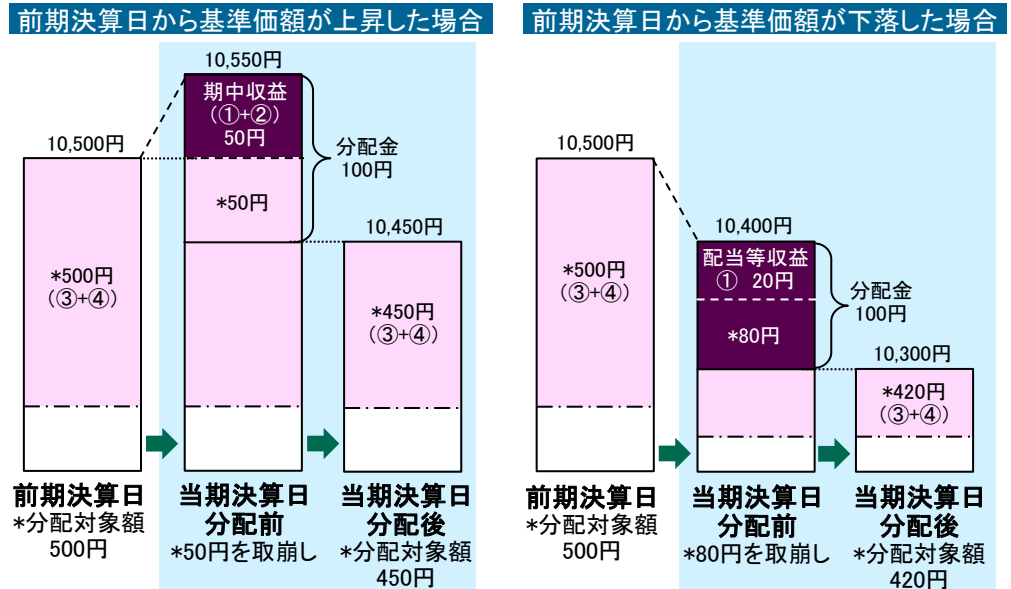 前期決算日から基準価額が上昇した場合
10,550円
期中収益
(①+②)
50円
10,500円
分配金
100円
*50円
10,450円
*500円
(③+④)
*450円
(③+④)
前期決算日
*分配対象額
500円
当期決算日
分配前
*50円を取崩し
当期決算日
分配後
*分配対象額
450円
前期決算日から基準価額が下落した場合
10,500円
10,400円
配当等収益
① 20円
*500円
(③+④)
分配金
100円
*80円
10,300円
*420円
(③+④)
前期決算日
*分配対象額
500円
当期決算日
分配前
*80円を取崩し
当期決算日
分配後
*分配対象額
420円